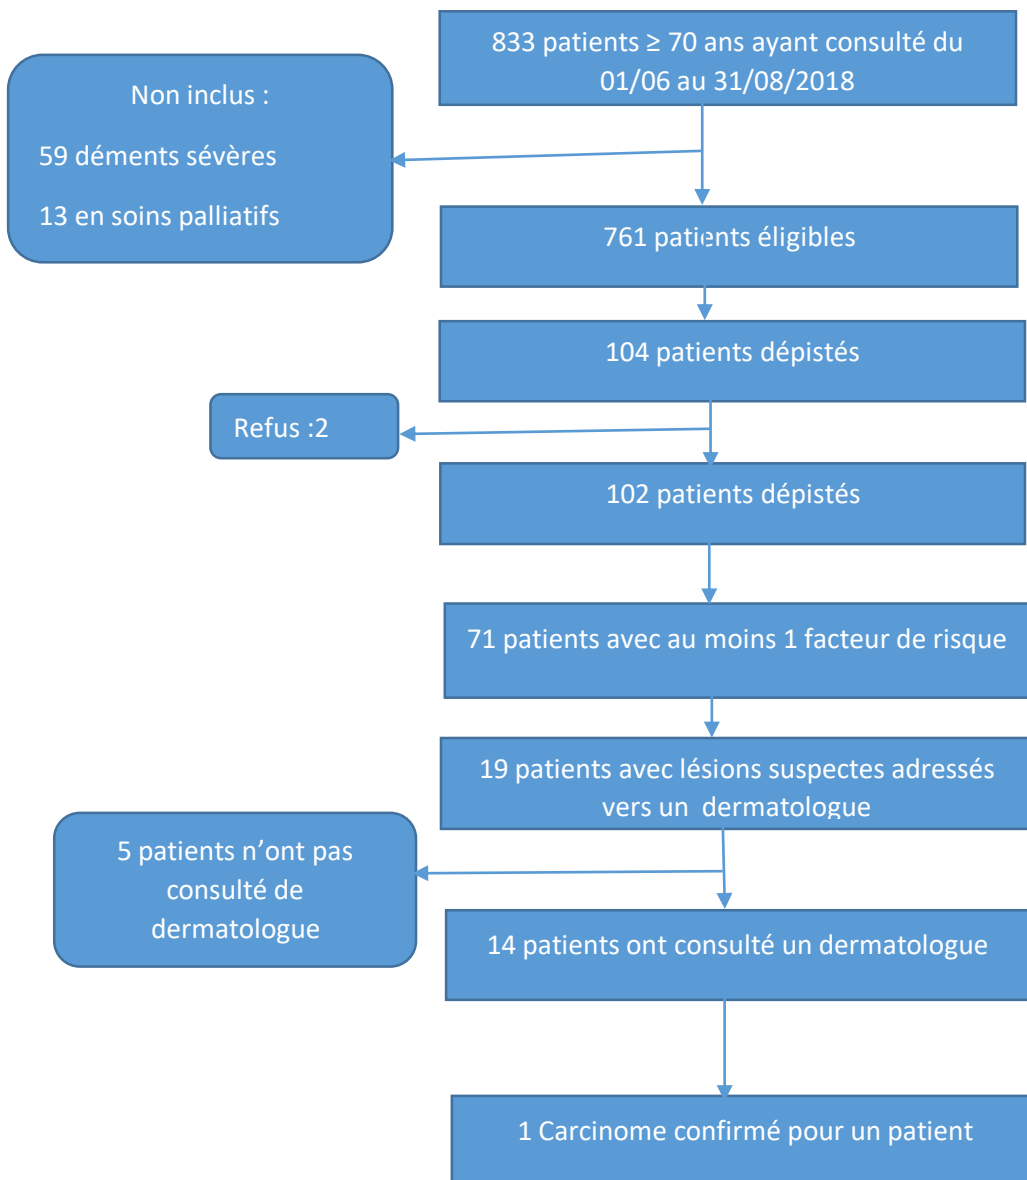 833 patients ≥ 70 ans ayant consulté du
01/06 au 31/08/2018
Non inclus :
59 déments sévères
13 en soins palliatifs
761 patients éligibles
104 patients dépistés
Refus :2
102 patients dépistés
71 patients avec au moins 1 facteur de risque
19 patients avec lésions suspectes adressés
vers un dermatologue
5 patients n’ont pas
consulté de
dermatologue
14 patients ont consulté un dermatologue
1 Carcinome confirmé pour un patient